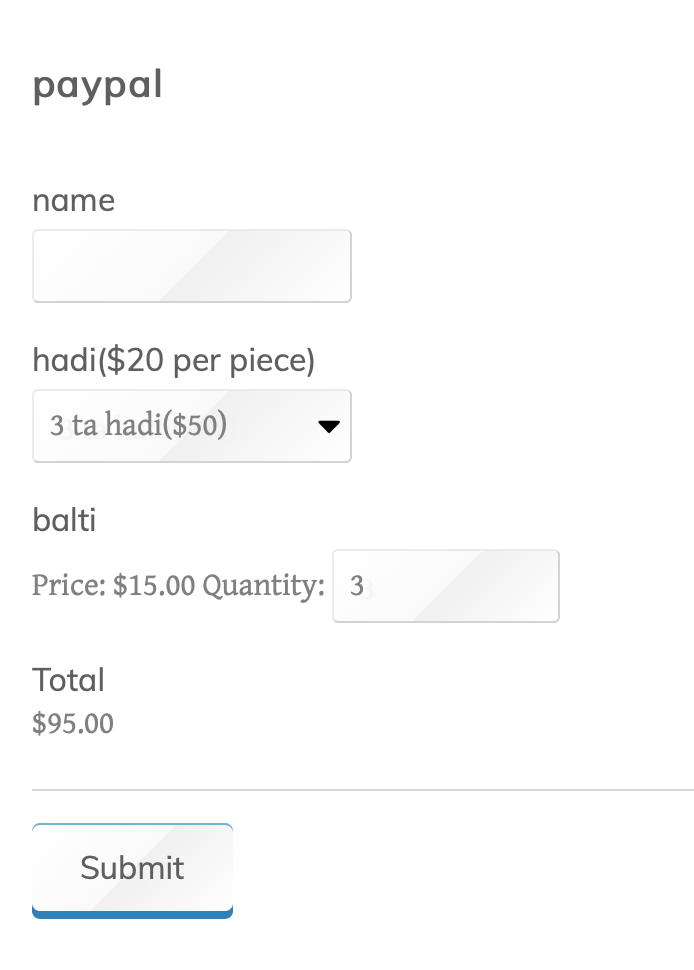 paypal
name
hadi($20 per piece)
3 ta hadi($50)
balti
Price: $15.00 Quantity: 3
Total
$95.00
Submit